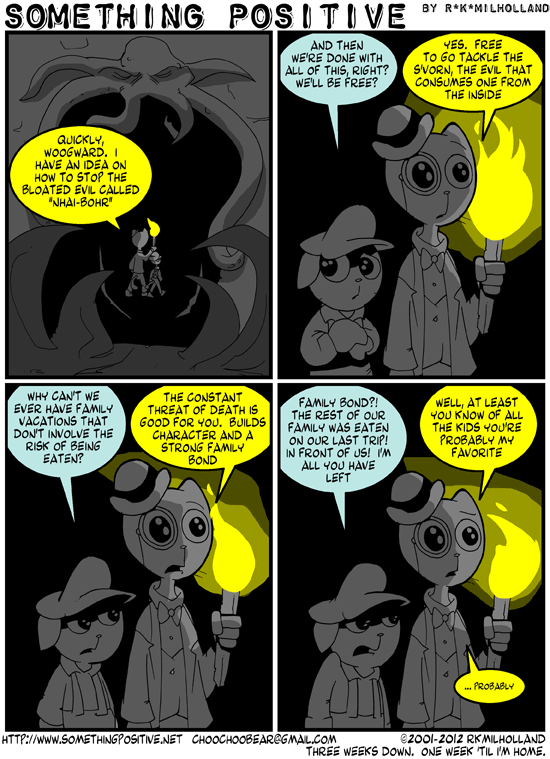 SOMETHING POSITIVE
BY R*K*MILHOLLAND
QUICKLY,
WOOGWARD. I
HAVE AN IDEA ON
HOW TO STOP THE
BLOATED EVIL CALLED
"NHAI-BOHR"
AND THEN
WE'RE DONE WITH
ALL OF THIS, RIGHT?
WE'LL BE FREE?
YES. FREE
TO GO TACKLE THE
S'VORN, THE EVIL THAT
CONSUMES ONE FROM
THE INSIDE
WHY CAN'T WE
EVER HAVE FAMILY
VACATIONS THAT
DON'T INVOLVE THE
RISK OF BEING
EATEN?
THE CONSTANT
THREAT OF DEATH IS
GOOD FOR YOU. BUILDS
CHARACTER AND A
STRONG FAMILY
BOND
FAMILY BOND?!
THE REST OF OUR
FAMILY WAS EATEN
ON OUR LAST TRIP!
IN FRONT OF US! I'M
ALL YOU HAVE
LEFT
WELL, AT LEAST
YOU KNOW OF ALL
THE KIDS YOU'RE
PROBABLY MY
FAVORITE
... PROBABLY
HTTP://WWW.SOMETHINGPOSITIVE.NET CHOOCHOOBEAR@GMAIL.COM
©2001-2012 RKMILHOLLAND
THREE WEEKS DOWN. ONE WEEK 'TIL I'M HOME.